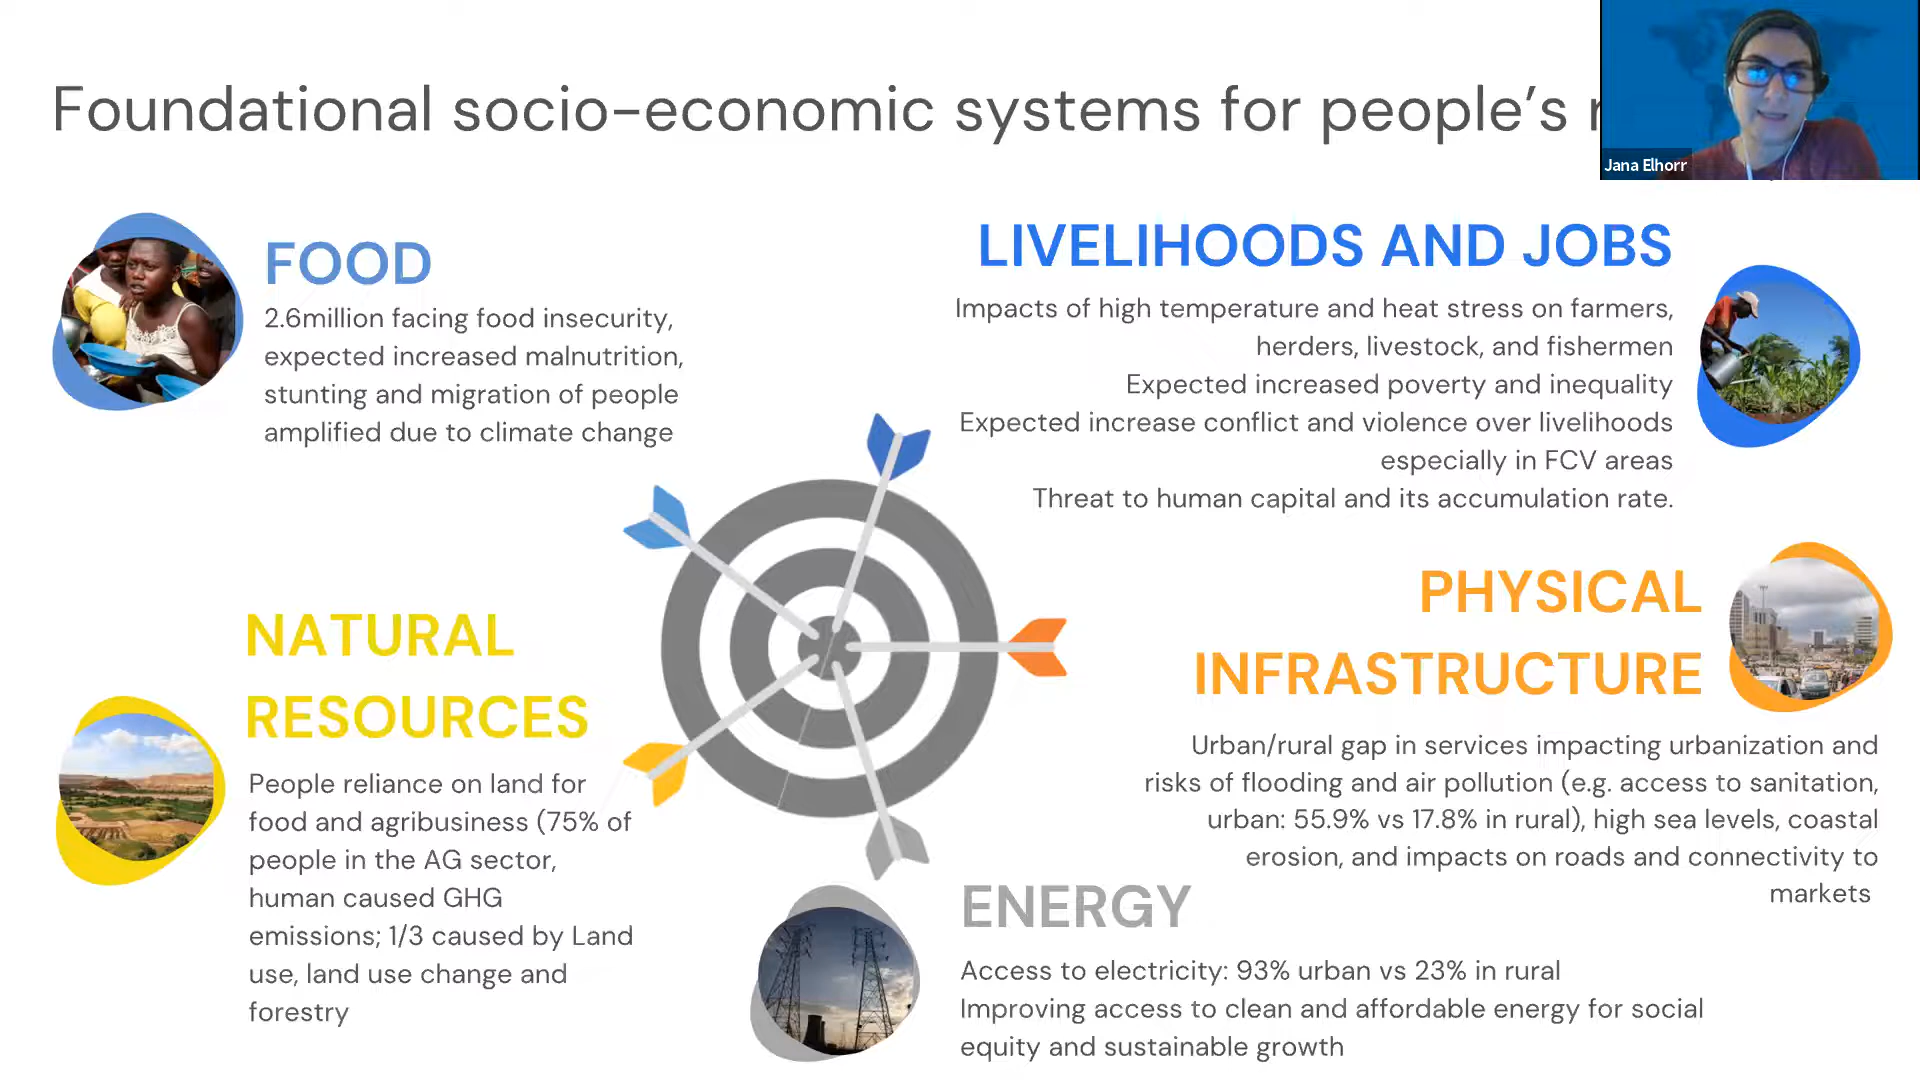 Foundational socio-economic systems for people's
Jana Elhorr
FOOD
2.6million facing food insecurity,
expected increased malnutrition,
stunting and migration of people
amplified due to climate change
LIVELIHOODS AND JOBS
Impacts of high temperature and heat stress on farmers,
herders, livestock, and fishermen
Expected increased poverty and inequality
Expected increase conflict and violence over livelihoods
especially in FCV areas
Threat to human capital and its accumulation rate.
NATURAL
RESOURCES
People reliance on land for
food and agribusiness (75% of
people in the AG sector,
human caused GHG
emissions; 1/3 caused by Land
use, land use change and
forestry
PHYSICAL
INFRASTRUCTURE
Urban/rural gap in services impacting urbanization and
risks of flooding and air pollution (e.g. access to sanitation,
urban: 55.9% vs 17.8% in rural), high sea levels, coastal
erosion, and impacts on roads and connectivity to
markets
ENERGY
Access to electricity: 93% urban vs 23% in rural
Improving access to clean and affordable energy for social
equity and sustainable growth